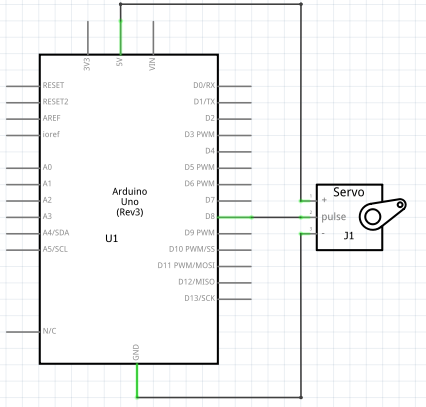 3V3
5V
VIN
RESET
RESET2
AREF
ioref
A0
A1
A2
A3
A4/SDA
A5/SCL
N/C
Arduino
Uno
(Rev3)
U1
D0/RX
D1/TX
D2
D3 PWM
D4
D5 PWM
D6 PWM
D7
D8
D9 PWM
D10 PWM/SS
D11 PWM/MOSI
D12/MISO
D13/SCK
GND
Servo
+
pulse
-
J1